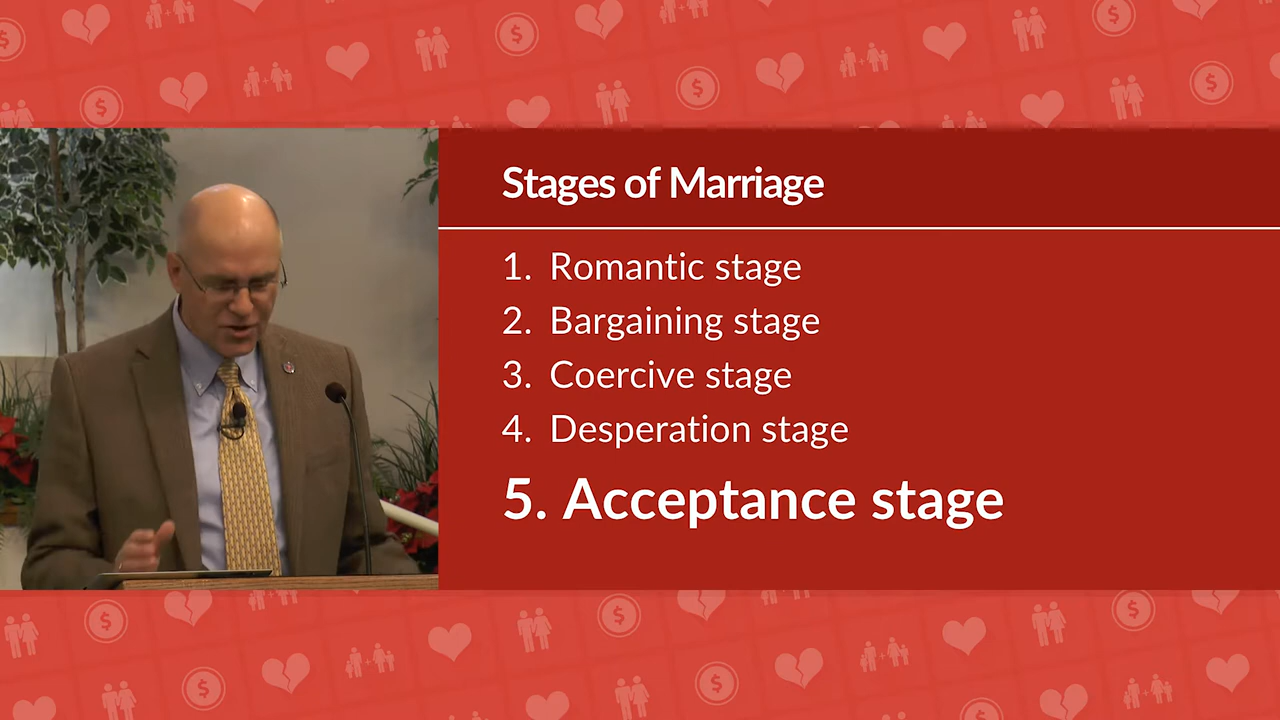 Stages of Marriage
1. Romantic stage
2. Bargaining stage
3. Coercive stage
4. Desperation stage
5. Acceptance stage